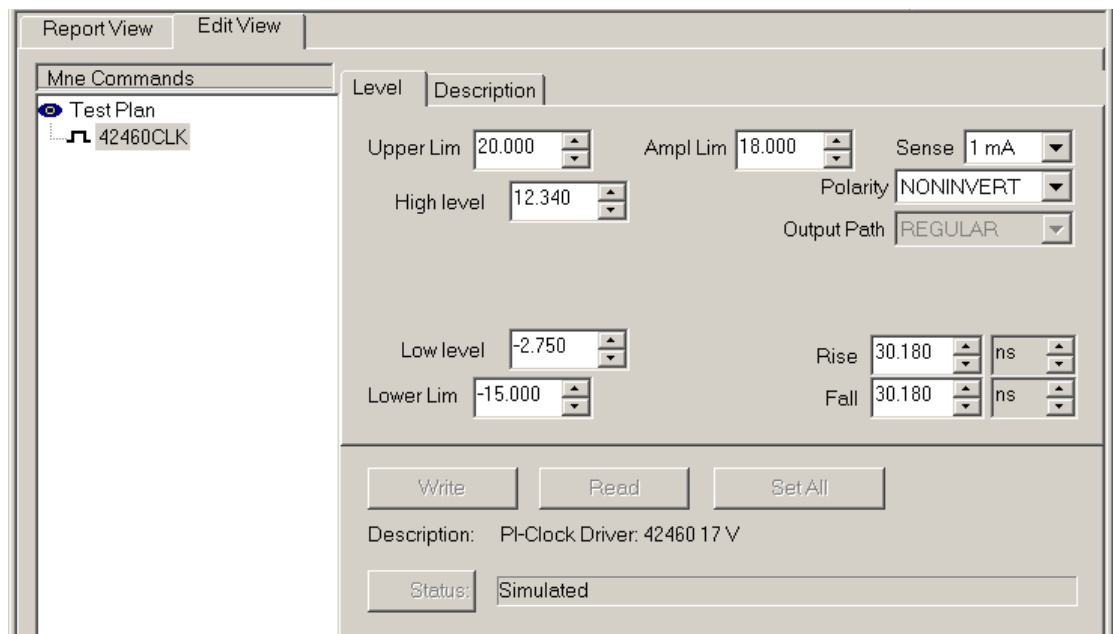 Report View Edit View
Mne Commands
Level Description
Test Plan
42460CLK
Upper Lim 20.000 Ampl Lim 18.000 Sense 1 mA
High level 12.340 Polarity NONINVERT
Output Path REGULAR
Low level -2.750 Rise 30.180 ns
Lower Lim -15.000 Fall 30.180 ns
Write Read Set All
Description: PI-Clock Driver: 42460 17 V
Status: Simulated